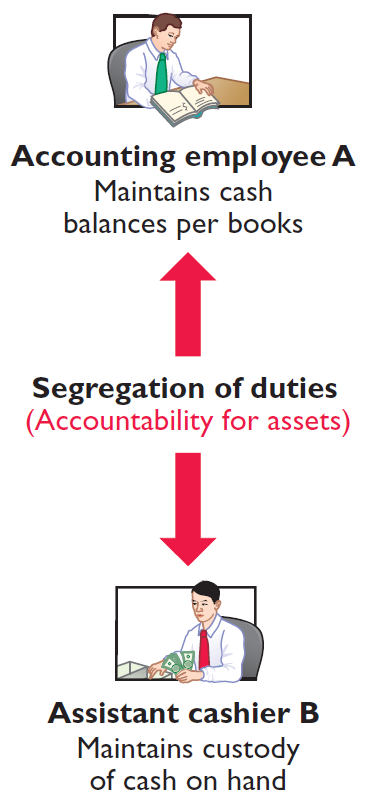 Accounting employee A
Maintains cash
balances per books
Segregation of duties
(Accountability for assets)
Assistant cashier B
Maintains custody
of cash on hand